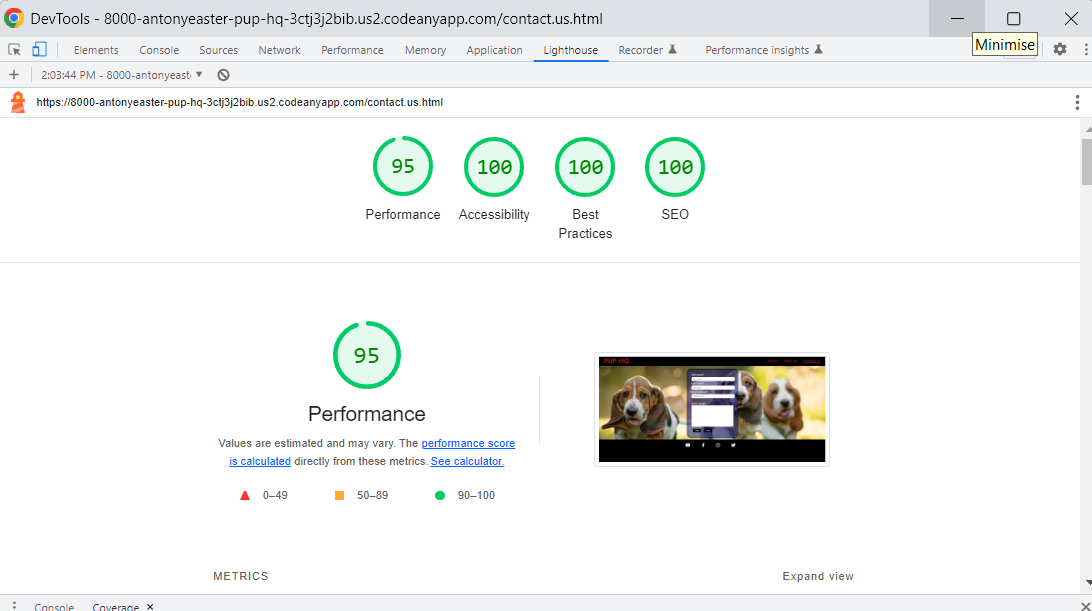 DevTools - 8000-antonyeaster-pup-hq-3ctj3j2bib.us2.codeanyapp.com/contact.us.html
Minimise
Elements Console Sources Network Performance Memory Application Lighthouse Recorder Performance insights
2:03:44 PM - 8000-antonyeast
https://8000-antonyeaster-pup-hq-3ctj3j2bib.us2.codeanyapp.com/contact.us.html
95 100 100 100
Performance Accessibility Best Practices SEO
95
PUP HQ
Performance
Values are estimated and may vary. The performance score
is calculated directly from these metrics. See calculator.
0–49 50–89 90–100
METRICS Expand view
Console Coverage